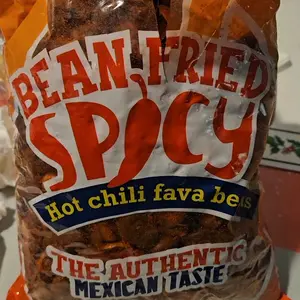 BEAN FRIED
SPICY
Hot chili fava beans
THE AUTHENTIC
MEXICAN TASTE